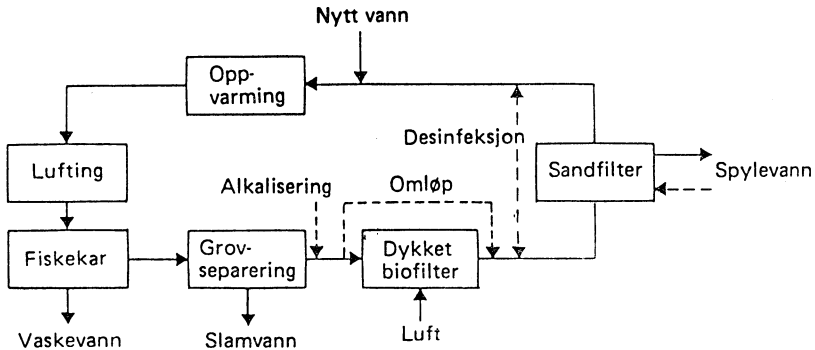 Nytt vann
Opp-
varming
Desinfeksjon
Lufting
Alkalisering
Omløp
Sandfilter
Spylevann
Fiskekar
Grov-
separering
Dykket
biofilter
Vaskevann
Slamvann
Luft